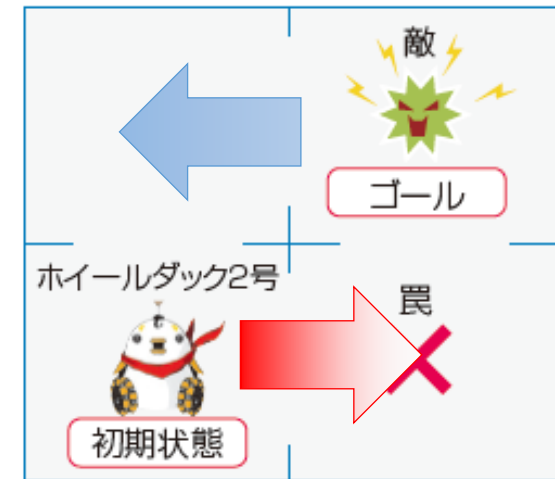 敵
ゴール
ホイールダック2号
罠
初期状態